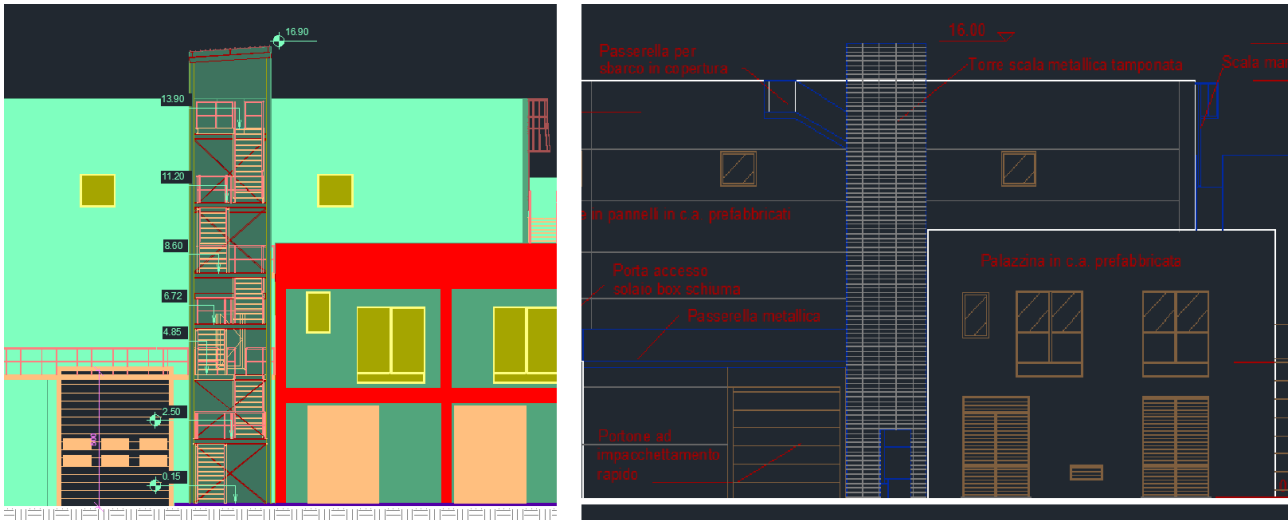 16.90
13.90
11.20
8.60
6.72
4.85
2.50
0.15
16.80
Passerella per
sbarco in copertura
Torre scala metallica tamponata
Scala mar
in pannelli in c.a. prefabbricati
Porta accesso
solaio box schiuma
Palazzina in c.a. prefabbricata
Passerella metallica
Portone ad
impacchettamento
rapido